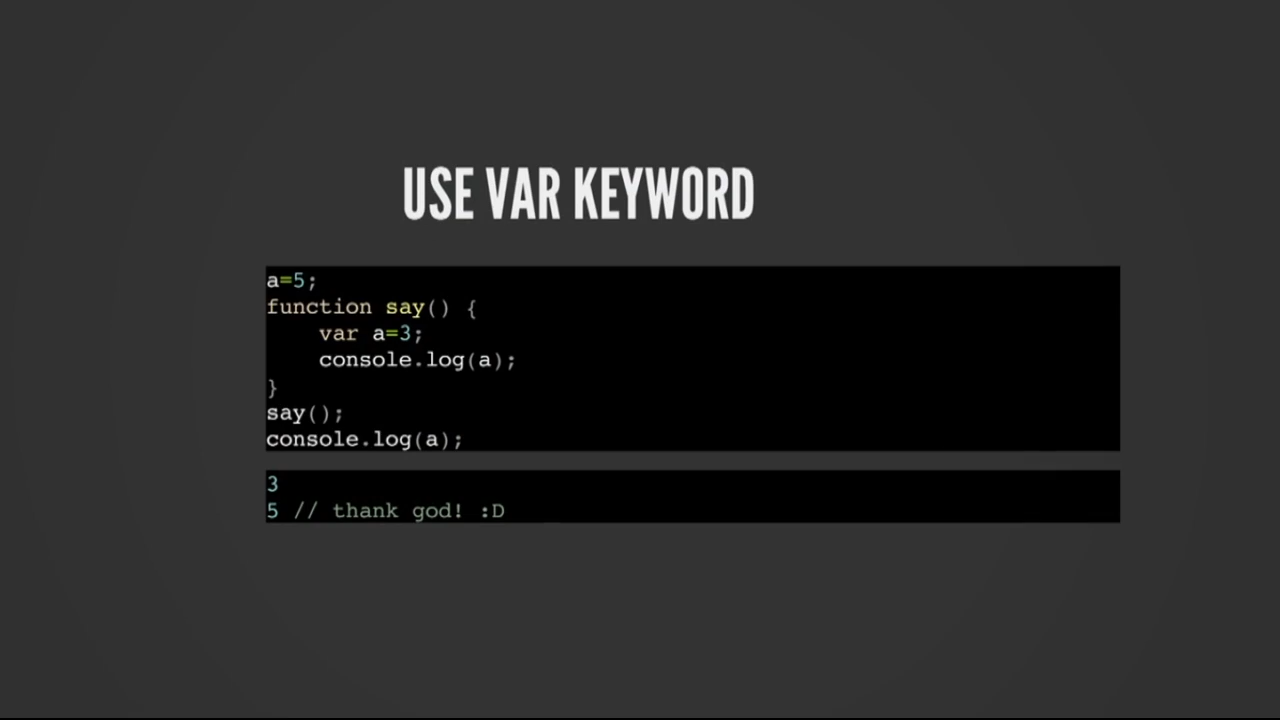 USE VAR KEYWORD
a=5;
function say() {
    var a=3;
    console.log(a);
}
say();
console.log(a);
3
5 // thank god! :D